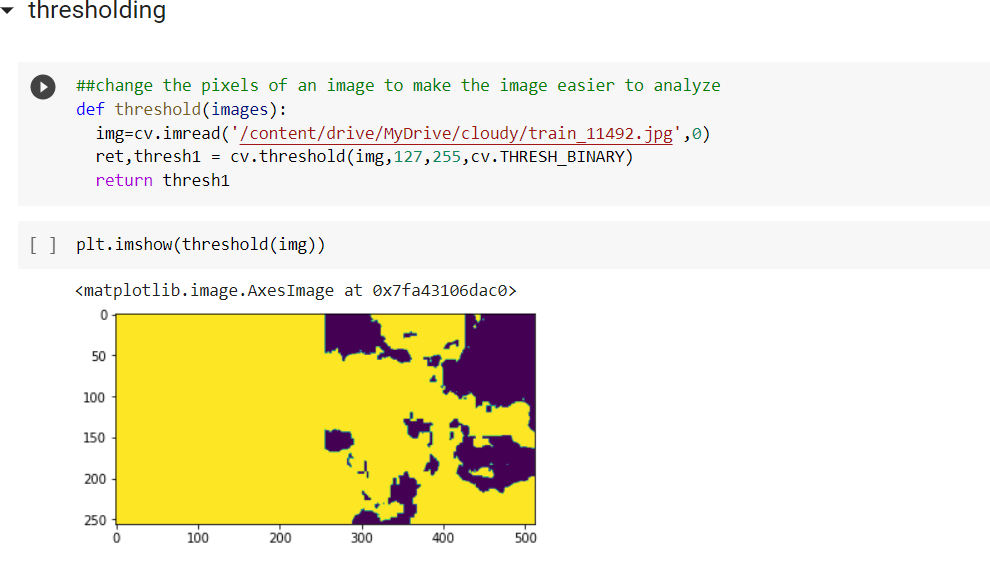 thresholding
##change the pixels of an image to make the image easier to analyze
def threshold(images):
img=cv.imread('/content/drive/MyDrive/cloudy/train_11492.jpg',0)
ret,thresh1 = cv.threshold(img,127,255,cv.THRESH_BINARY)
return thresh1
[ ] plt.imshow(threshold(img))
<matplotlib.image.AxesImage at 0x7fa43106dac0>
0
50
100
150
200
250
0 100 200 300 400 500